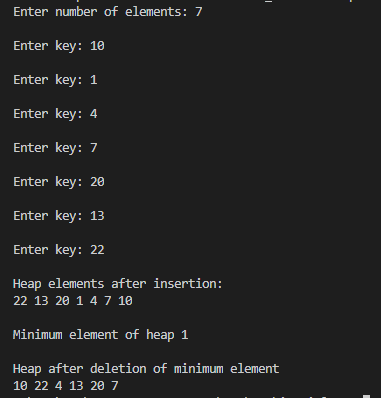 Enter number of elements: 7
Enter key: 10
Enter key: 1
Enter key: 4
Enter key: 7
Enter key: 20
Enter key: 13
Enter key: 22
Heap elements after insertion:
22 13 20 1 4 7 10
Minimum element of heap 1
Heap after deletion of minimum element
10 22 4 13 20 7